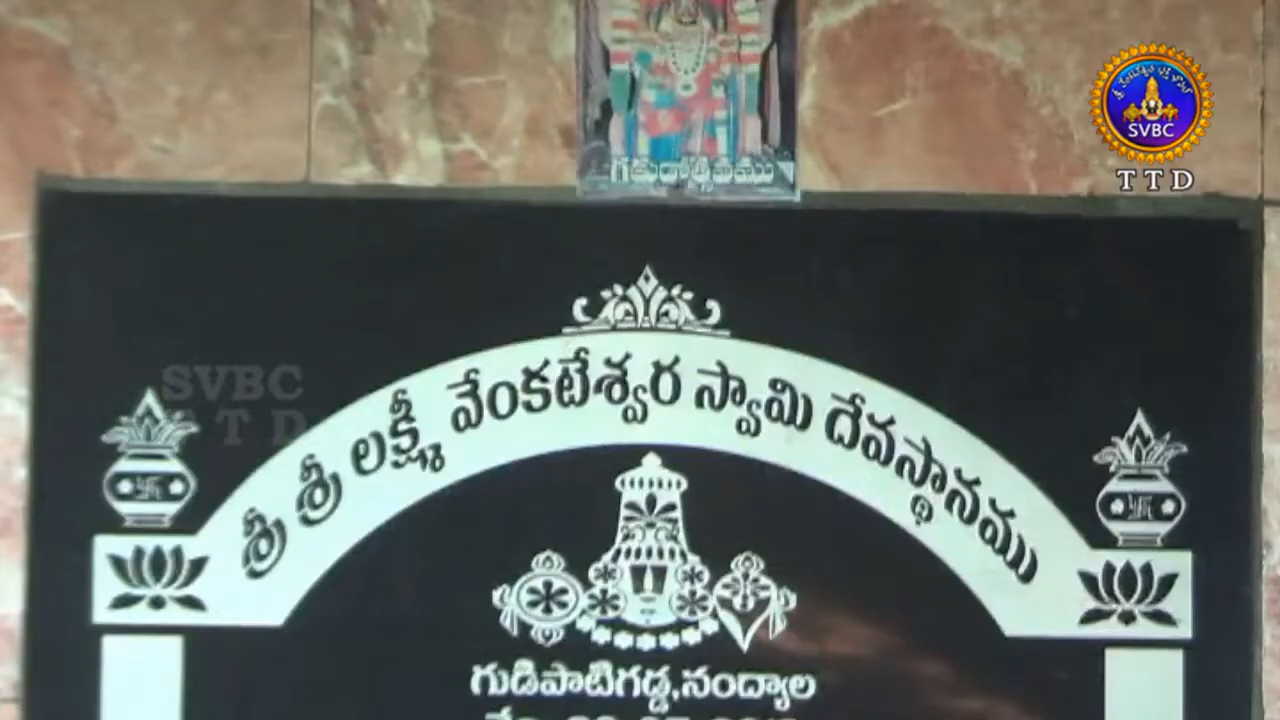 SVBC
TTD
శ్రీ శ్రీ లక్ష్మీ వేంకటేశ్వర స్వామి దేవస్థానము
SVBC
TTD
గుడిపాటిగడ్డ,నంద్యాల